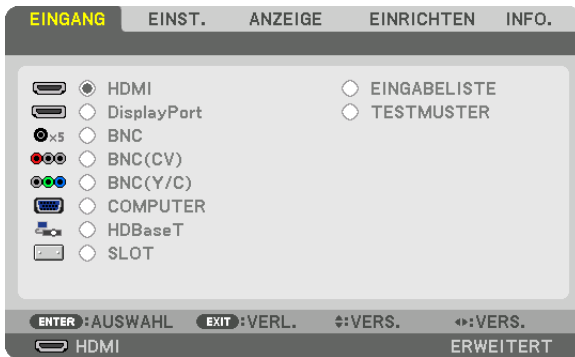 EINGANG EINST. ANZEIGE EINRICHTEN INFO.
HDMI EINGABELISTE
DisplayPort TESTMUSTER
×5 BNC
BNC(CV)
BNC(Y/C)
COMPUTER
HDBaseT
SLOT
ENTER:AUSWAHL EXIT:VERL. :VERS. :VERS.
HDMI ERWEITERT